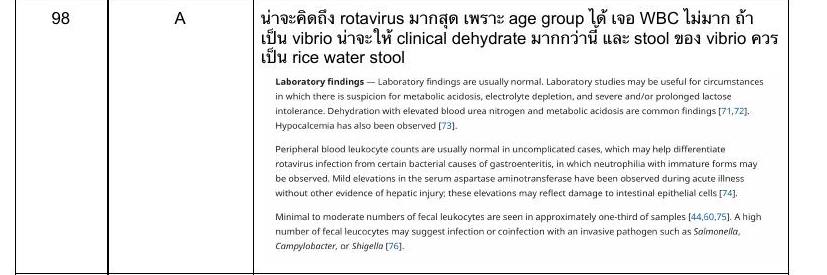 98
A
น่าจะคิดถึง rotavirus มากสุด เพราะ age group ได้ เจอ WBC ไม่มาก ถ้า
เป็น vibrio น่าจะให้ clinical dehydrate มากกว่านี้ และ stool ของ vibrio ควร
เป็น rice water stool
Laboratory findings — Laboratory findings are usually normal. Laboratory studies may be useful for circumstances
in which there is suspicion for metabolic acidosis, electrolyte depletion, and severe and/or prolonged lactose
intolerance. Dehydration with elevated blood urea nitrogen and metabolic acidosis are common findings [71,72].
Hypocalcemia has also been observed [73].
Peripheral blood leukocyte counts are usually normal in uncomplicated cases, which may help differentiate
rotavirus infection from certain bacterial causes of gastroenteritis, in which neutrophilia with immature forms may
be observed. Mild elevations in the serum aspartase aminotransferase have been observed during acute illness
without other evidence of hepatic injury; these elevations may reflect damage to intestinal epithelial cells [74].
Minimal to moderate numbers of fecal leukocytes are seen in approximately one-third of samples [44,60,75]. A high
number of fecal leucocytes may suggest infection or coinfection with an invasive pathogen such as Salmonella,
Campylobacter, or Shigella [76].